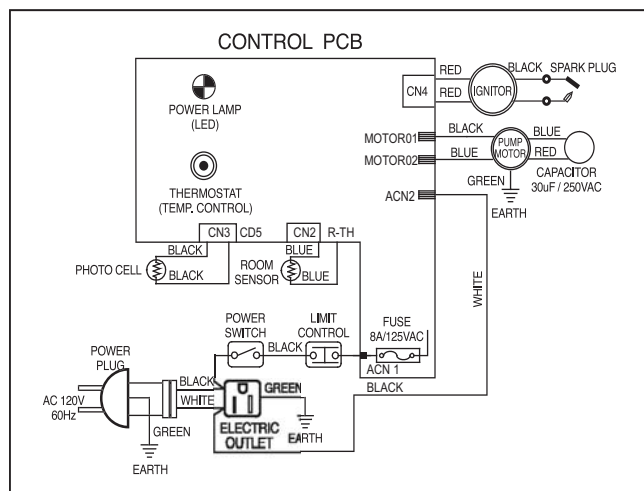 CONTROL PCB
POWER LAMP
(LED)
THERMOSTAT
(TEMP. CONTROL)
CN4
RED
RED
IGNITOR
BLACK
SPARK PLUG
MOTOR01
MOTOR02
BLACK
BLUE
PUMP
MOTOR
BLUE
RED
CAPACITOR
30uF / 250VAC
GREEN
EARTH
ACN2
WHITE
CN3
CD5
CN2
R-TH
BLACK
BLACK
PHOTO CELL
BLUE
BLUE
ROOM
SENSOR
POWER
SWITCH
BLACK
LIMIT
CONTROL
FUSE
8A/125VAC
ACN 1
BLACK
POWER
PLUG
AC 120V
60Hz
BLACK
WHITE
GREEN
EARTH
GREEN
EARTH
ELECTRIC
OUTLET